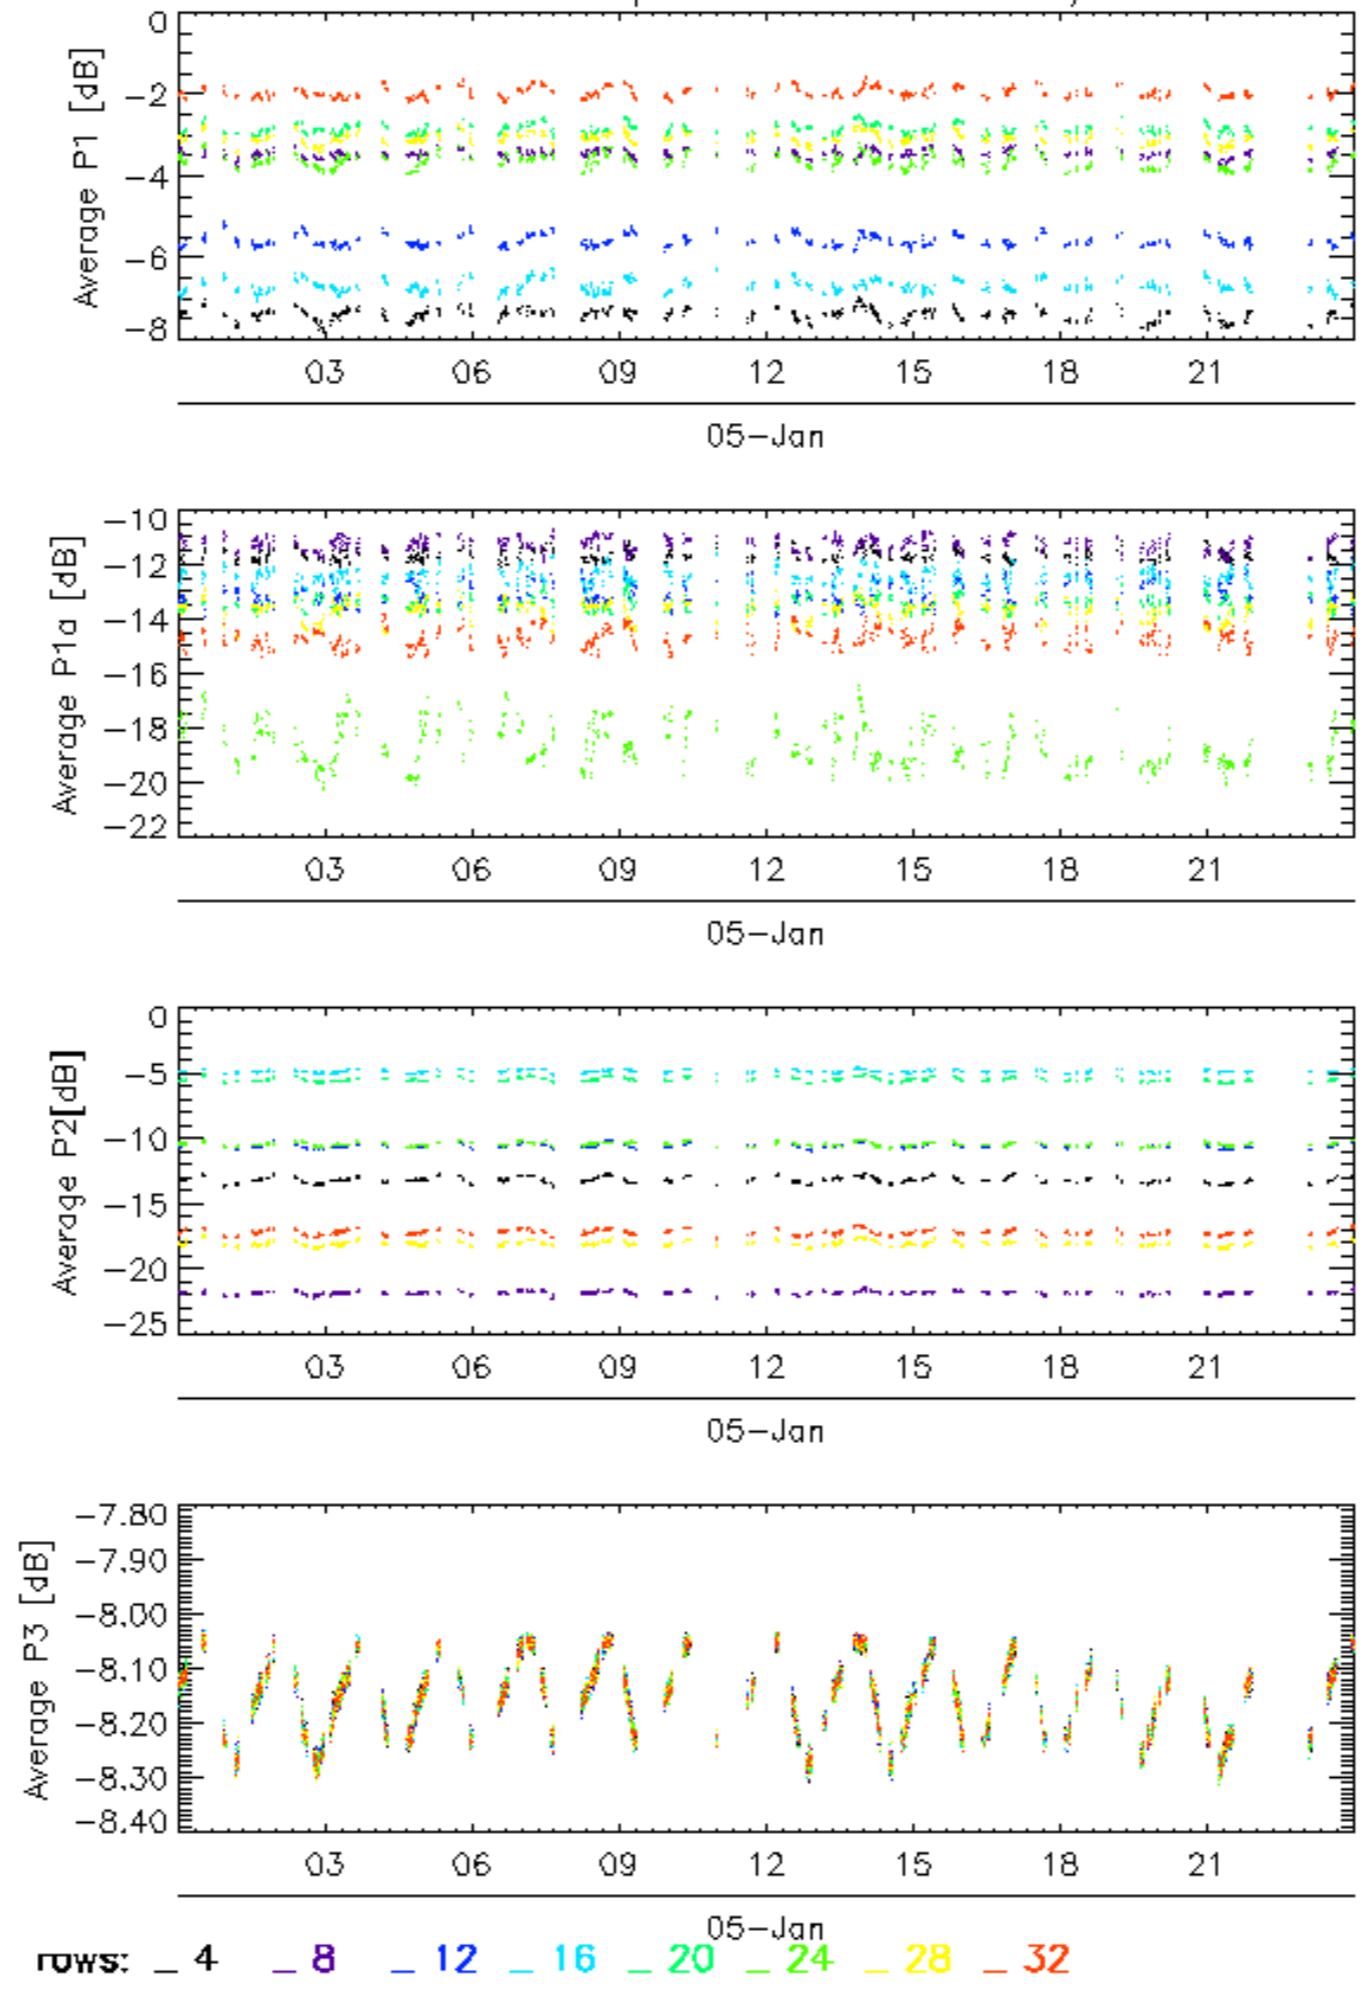 0
-2
-4
-6
-8
Average P1 [dB]
03 06 09 12 15 18 21
05-Jan
-10
-12
-14
-16
-18
-20
-22
Average P1a [dB]
03 06 09 12 15 18 21
05-Jan
0
-5
-10
-15
-20
-25
Average P2[dB]
03 06 09 12 15 18 21
05-Jan
-7.80
-7.90
-8.00
-8.10
-8.20
-8.30
-8.40
Average P3 [dB]
03 06 09 12 15 18 21
05-Jan
rows: _ 4 _ 8 _ 12 _ 16 _ 20 _ 24 _ 28 _ 32